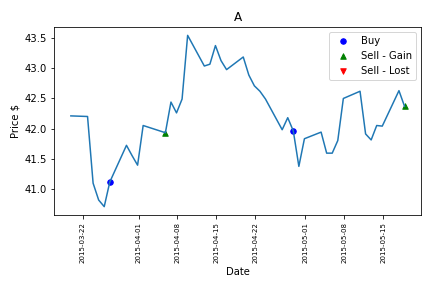 A
Price $
43.5
43.0
42.5
42.0
41.5
41.0
Buy
Sell - Gain
Sell - Lost
2015-03-22
2015-04-01
2015-04-08
2015-04-15
2015-04-22
2015-05-01
2015-05-08
2015-05-15
Date